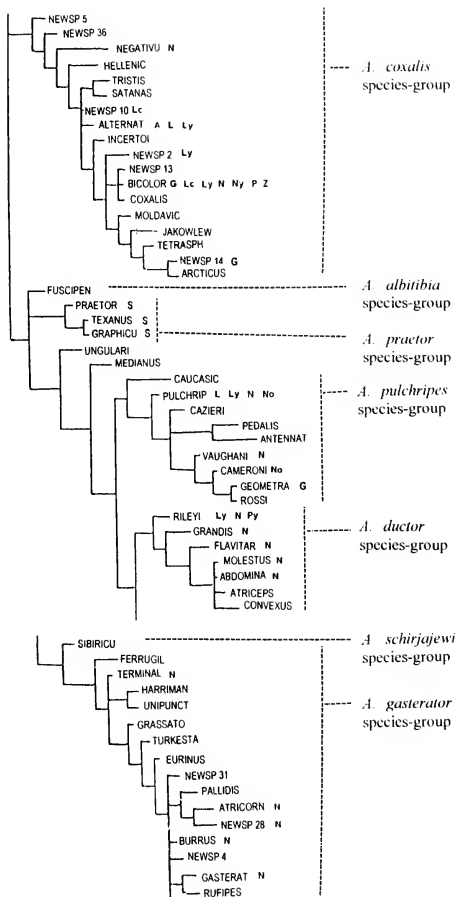 NEWSP 5
NEWSP 36
NEGATIVU N
HELLENIC
TRISTIS
SATANAS
NEWSP 10 Lc
ALTERNAT A L Ly
INCERTOI
NEWSP 2 Ly
NEWSP 13
BICOLOR G Lc Ly N Ny P Z
COXALIS
MOLDAVIC
JAKOWLEW
TETRASPH
NEWSP 14 G
ARCTICUS
A. coxalis
species-group
FUSCIPEN
A. albitibia
species-group
PRAETOR S
TEXANUS S
GRAPHICU S
A. praetor
species-group
UNGULARI
MEDIANUS
CAUCASIC
PULCHRIP L Ly N No
CAZIERI
PEDALIS
ANTENNAT
VAUGHANI N
CAMERONI No
GEOMETRA G
ROSSI
A. pulchripes
species-group
RILEYI Ly N Py
GRANDIS N
FLAVITAR N
MOLESTUS N
ABDOMINA N
ATRICEPS
CONVEXUS
A. ductor
species-group
SIBIRICU
A. schirjajewi
species-group
FERRUGIL
TERMINAL N
HARRIMAN
UNIPUNCT
GRASSATO
TURKESTA
EURINUS
NEWSP 31
PALLIDIS
ATRICORN N
NEWSP 28 N
BURRUS N
NEWSP 4
GASTERAT N
RUFIPES
A. gasterator
species-group